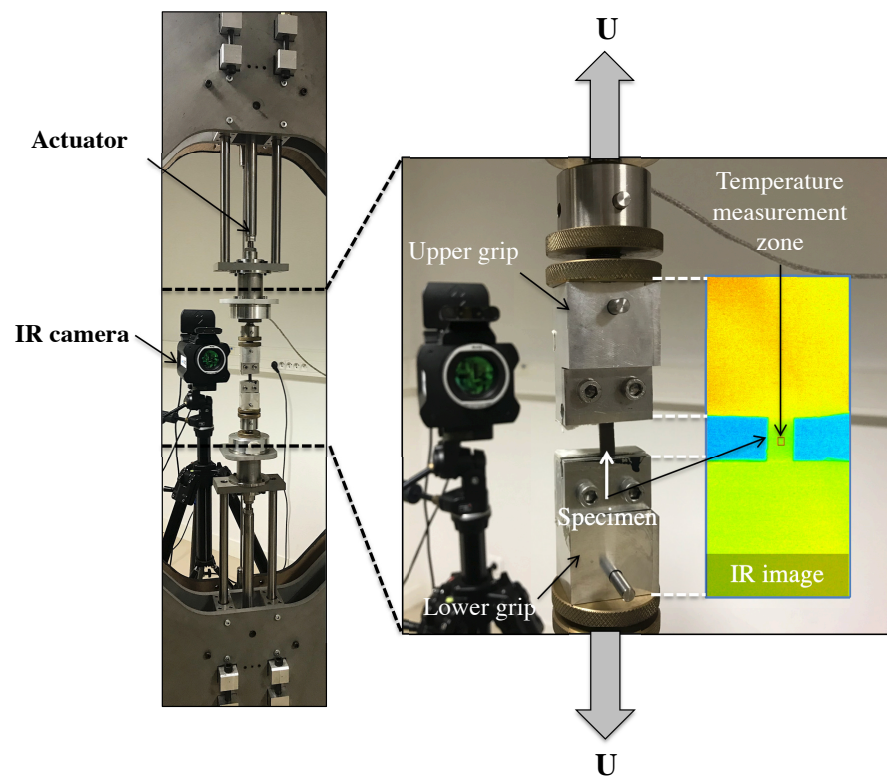 U
Actuator
Temperature
measurement
zone
Upper grip
IR camera
Specimen
IR image
Lower grip
U